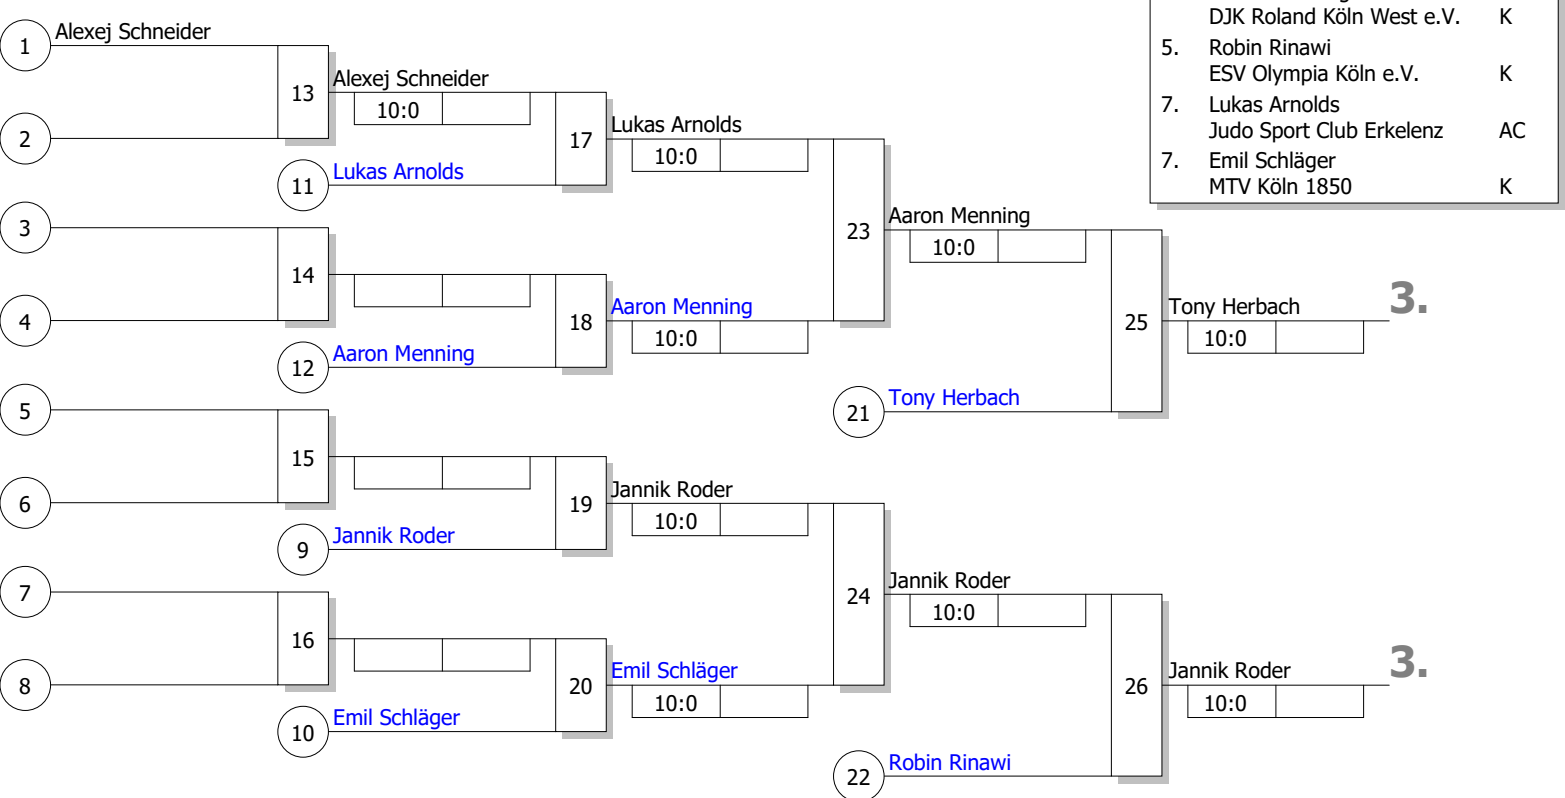 DJK Roland Köln West e.V. K
5. Robin Rinawi
ESV Olympia Köln e.V. K
7. Lukas Arnolds
Judo Sport Club Erkelenz AC
7. Emil Schläger
MTV Köln 1850 K
1 Alexej Schneider
13 Alexej Schneider
10:0
2
17 Lukas Arnolds
10:0
11 Lukas Arnolds
3
23 Aaron Menning
10:0
14
4
18 Aaron Menning
10:0
12 Aaron Menning
25 Tony Herbach 3.
10:0
5
21 Tony Herbach
15
6
19 Jannik Roder
10:0
9 Jannik Roder
7
24 Jannik Roder
10:0
16
8
20 Emil Schläger
10:0
10 Emil Schläger
26 Jannik Roder 3.
10:0
22 Robin Rinawi